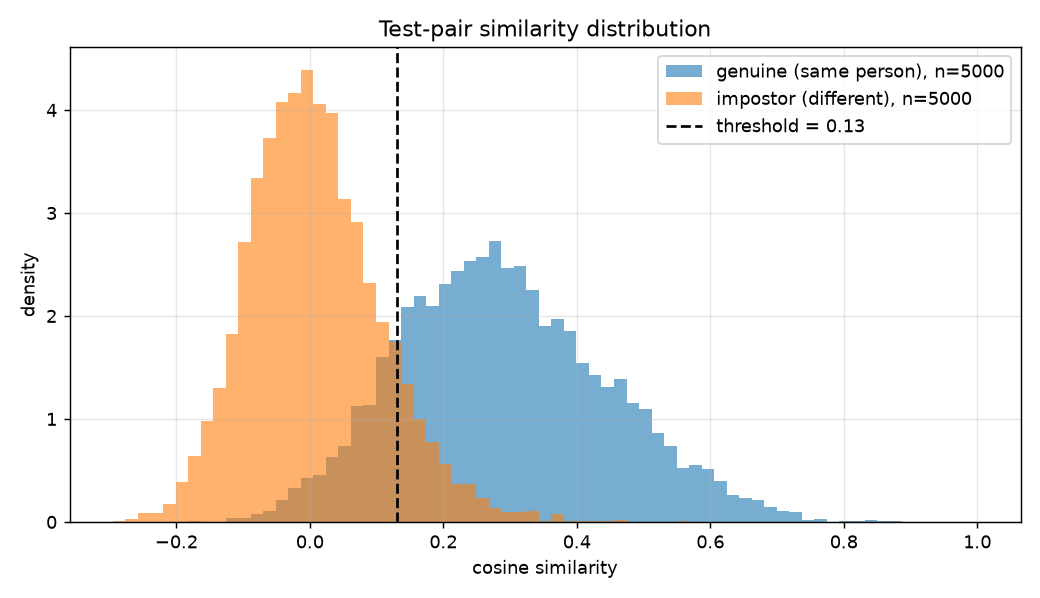 Test-pair similarity distribution
genuine (same person), n=5000
impostor (different), n=5000
threshold = 0.13
density
4
3
2
1
0
−0.2
0.0
0.2
0.4
0.6
0.8
1.0
cosine similarity